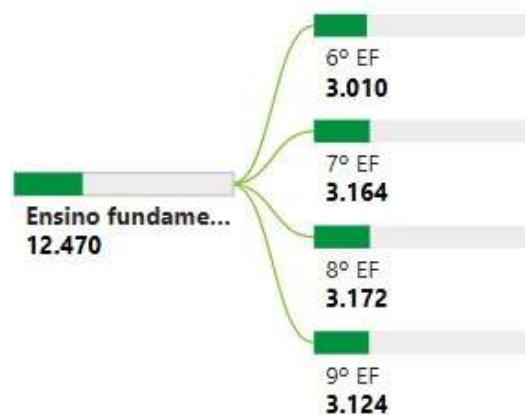 6º EF
3.010
7º EF
3.164
Ensino fundame...
12.470
8º EF
3.172
9º EF
3.124